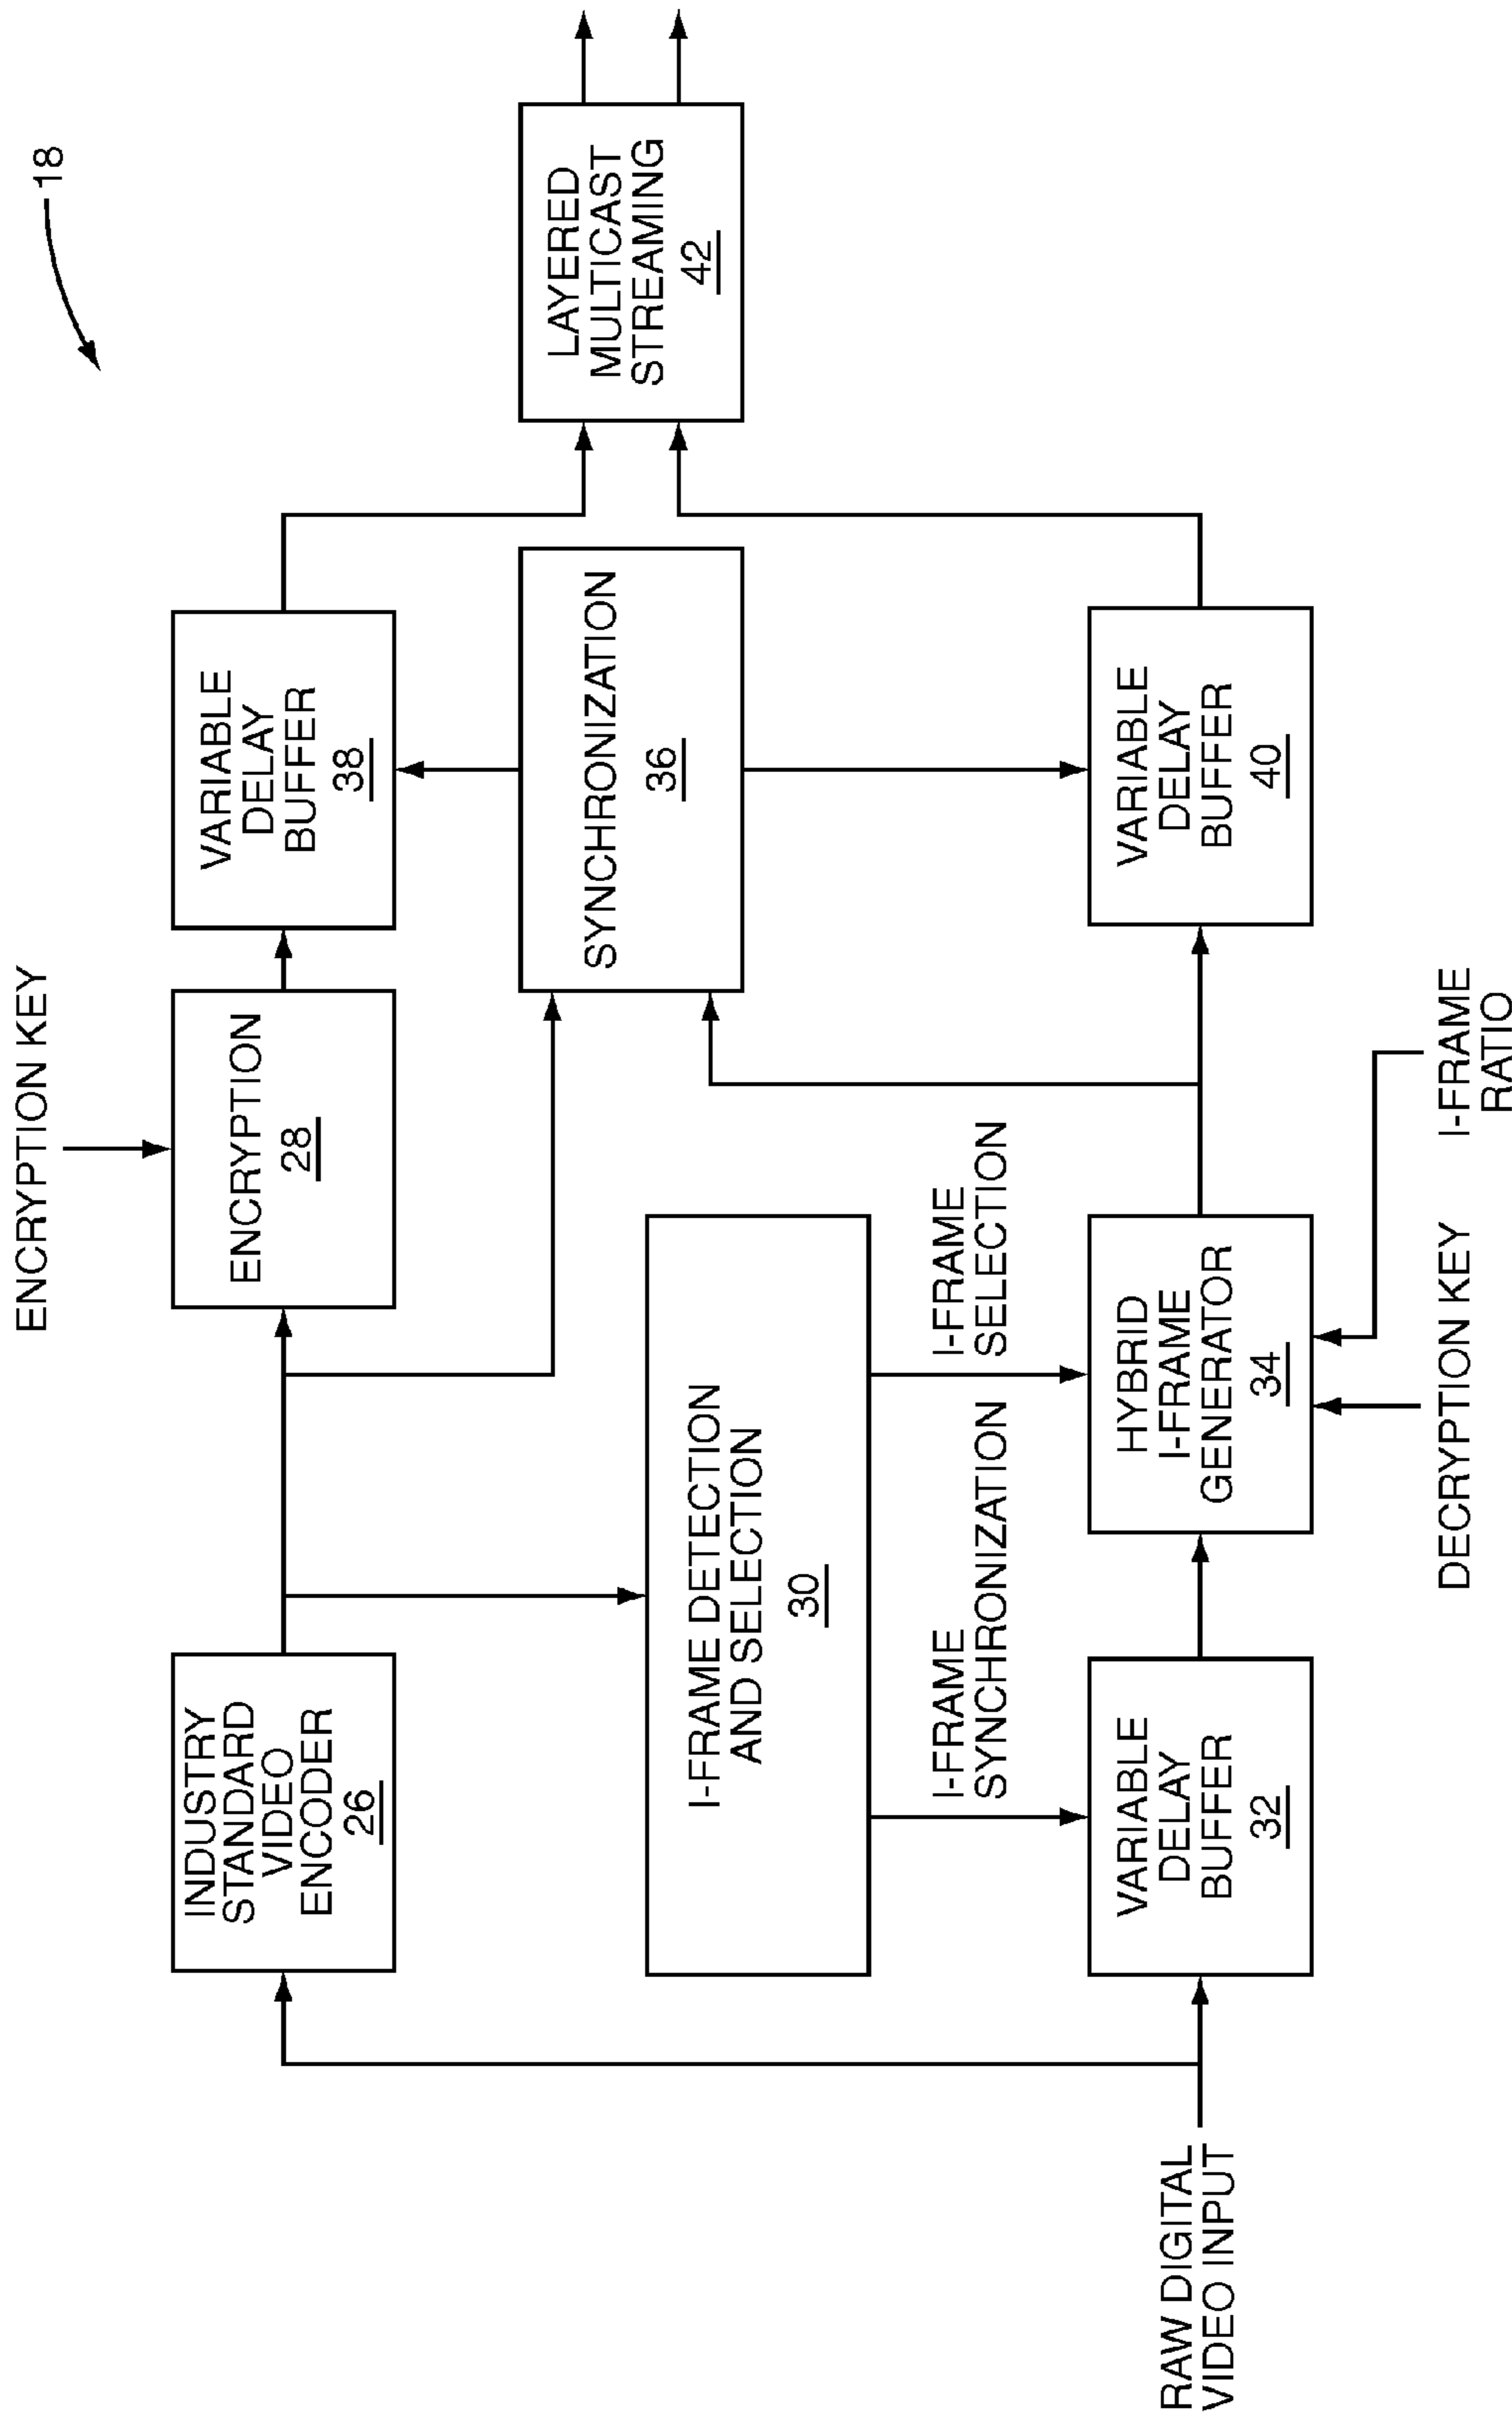 18
ENCRYPTION KEY
INDUSTRY
STANDARD
VIDEO
ENCODER
26
ENCRYPTION
28
VARIABLE
DELAY
BUFFER
38
I-FRAME DETECTION
AND SELECTION
30
SYNCHRONIZATION
36
LAYERED
MULTICAST
STREAMING
42
I-FRAME
SYNCHRONIZATION
I-FRAME
SELECTION
RAW DIGITAL
VIDEO INPUT
VARIABLE
DELAY
BUFFER
32
HYBRID
I-FRAME
GENERATOR
34
VARIABLE
DELAY
BUFFER
40
DECRYPTION KEY
I-FRAME
RATIO